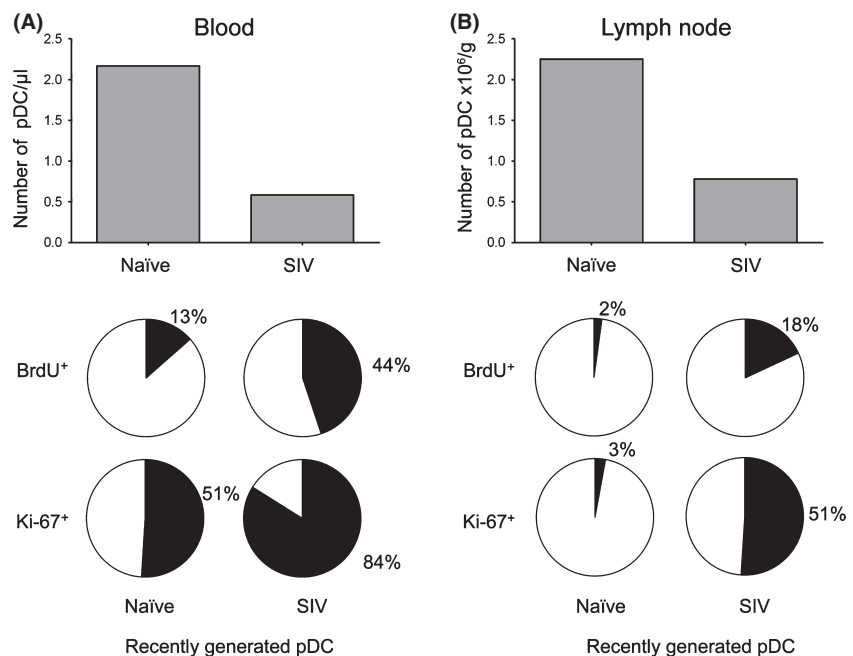 (A)
Blood
Number of pDC/µl
2.5
2.0
1.5
1.0
0.5
0.0
Naïve
SIV
13%
44%
BrdU⁺
51%
84%
Ki-67⁺
Naïve
SIV
Recently generated pDC
(B)
Lymph node
Number of pDC x10⁶/g
2.5
2.0
1.5
1.0
0.5
0.0
Naïve
SIV
2%
18%
BrdU⁺
3%
51%
Ki-67⁺
Naïve
SIV
Recently generated pDC